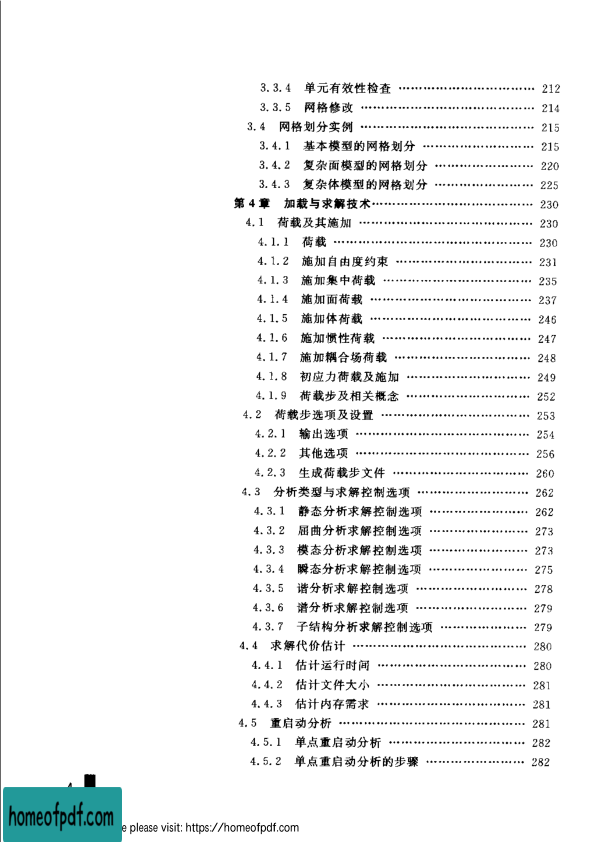 3.3.4 单元有效性检查 …………………………… 212
3.3.5 网格修改 …………………………………… 214
3.4 网格划分实例 ………………………………… 215
3.4.1 基本模型的网格划分 ……………………… 215
3.4.2 复杂面模型的网格划分 …………………… 220
3.4.3 复杂体模型的网格划分 …………………… 225
第4章 加载与求解技术………………………………… 230
4.1 荷载及其施加 ………………………………… 230
4.1.1 荷载 ………………………………………… 230
4.1.2 施加自由度约束 …………………………… 231
4.1.3 施加集中荷载 ……………………………… 235
4.1.4 施加面荷载 ………………………………… 237
4.1.5 施加体荷载 ………………………………… 246
4.1.6 施加惯性荷载 ……………………………… 247
4.1.7 施加耦合场荷载 …………………………… 248
4.1.8 初应力荷载及施加 ………………………… 249
4.1.9 荷载步及相关概念 ………………………… 252
4.2 荷载步选项及设置 …………………………… 253
4.2.1 输出选项 …………………………………… 254
4.2.2 其他选项 …………………………………… 256
4.2.3 生成荷载步文件 …………………………… 260
4.3 分析类型与求解控制选项 …………………… 262
4.3.1 静态分析求解控制选项 …………………… 262
4.3.2 屈曲分析求解控制选项 …………………… 273
4.3.3 模态分析求解控制选项 …………………… 273
4.3.4 瞬态分析求解控制选项 …………………… 275
4.3.5 谐分析求解控制选项 ……………………… 278
4.3.6 谱分析求解控制选项 ……………………… 279
4.3.7 子结构分析求解控制选项 ………………… 279
4.4 求解代价估计 ………………………………… 280
4.4.1 估计运行时间 ……………………………… 280
4.4.2 估计文件大小 ……………………………… 281
4.4.3 估计内存需求 ……………………………… 281
4.5 重启动分析 …………………………………… 281
4.5.1 单点重启动分析 …………………………… 282
4.5.2 单点重启动分析的步骤 …………………… 282
homeofpdf.com
please visit: https://homeofpdf.com